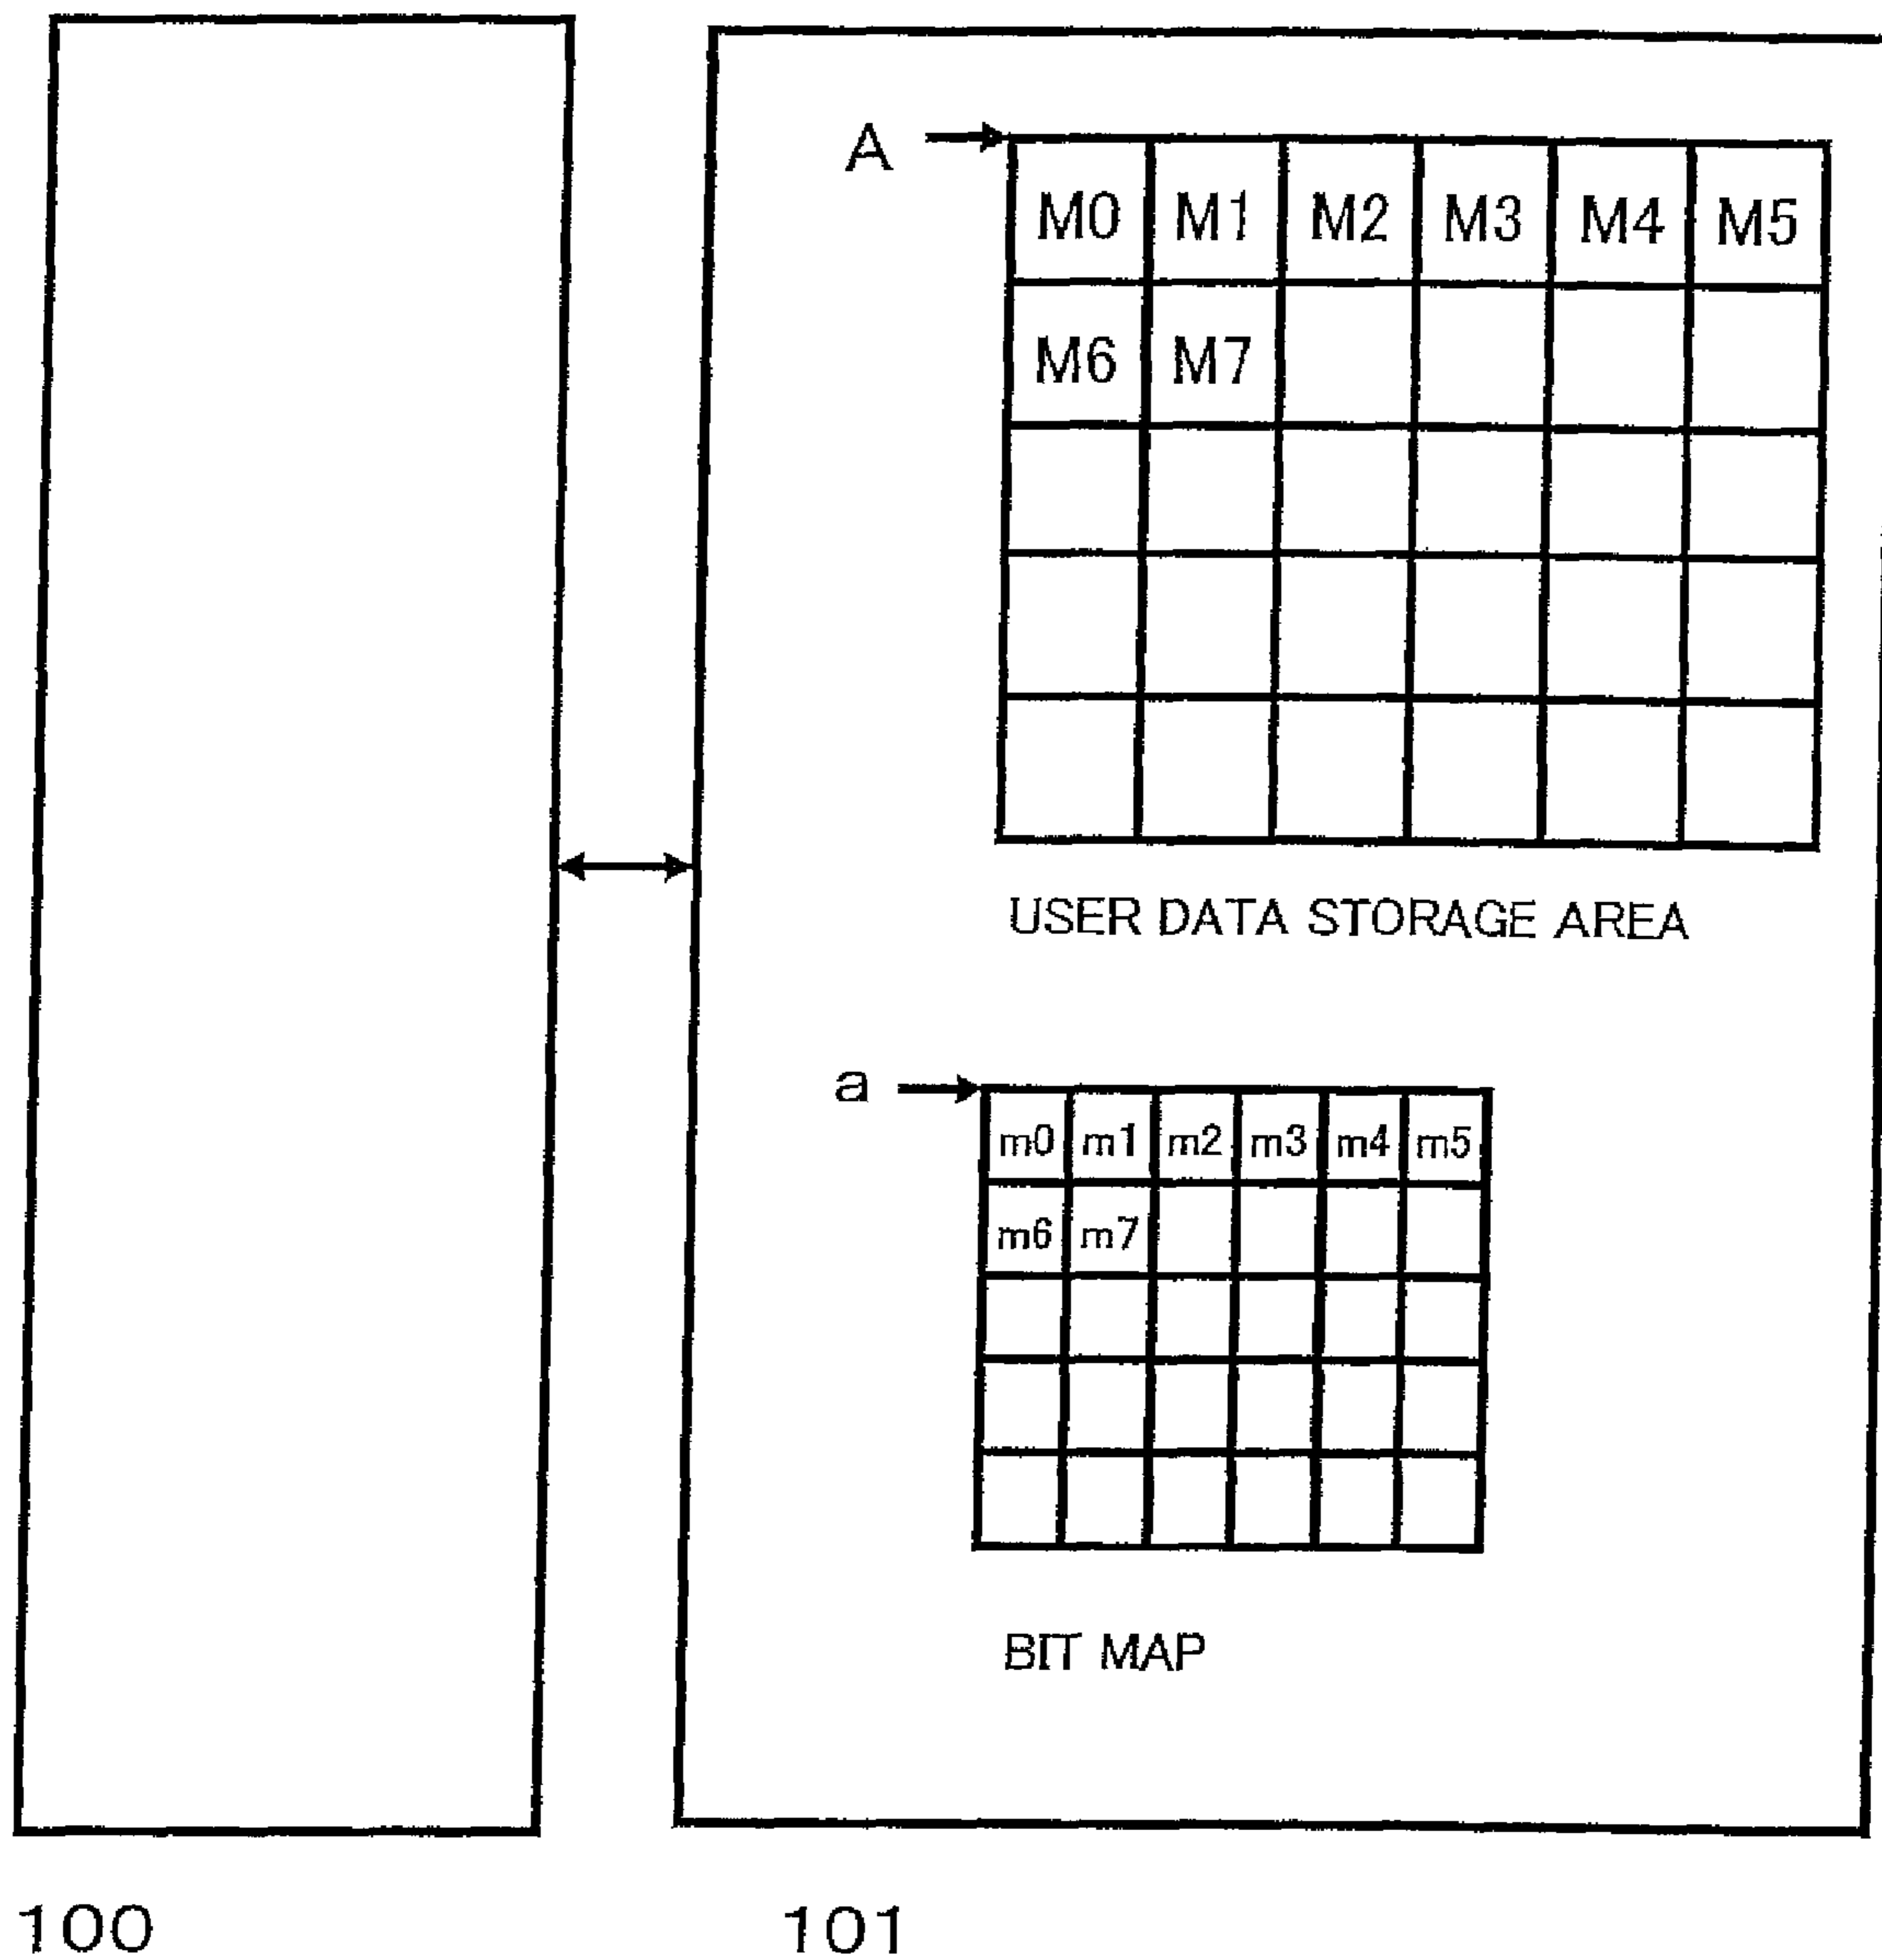 A
M0 M1 M2 M3 M4 M5
M6 M7
USER DATA STORAGE AREA
a
m0 m1 m2 m3 m4 m5
m6 m7
BIT MAP
100 101